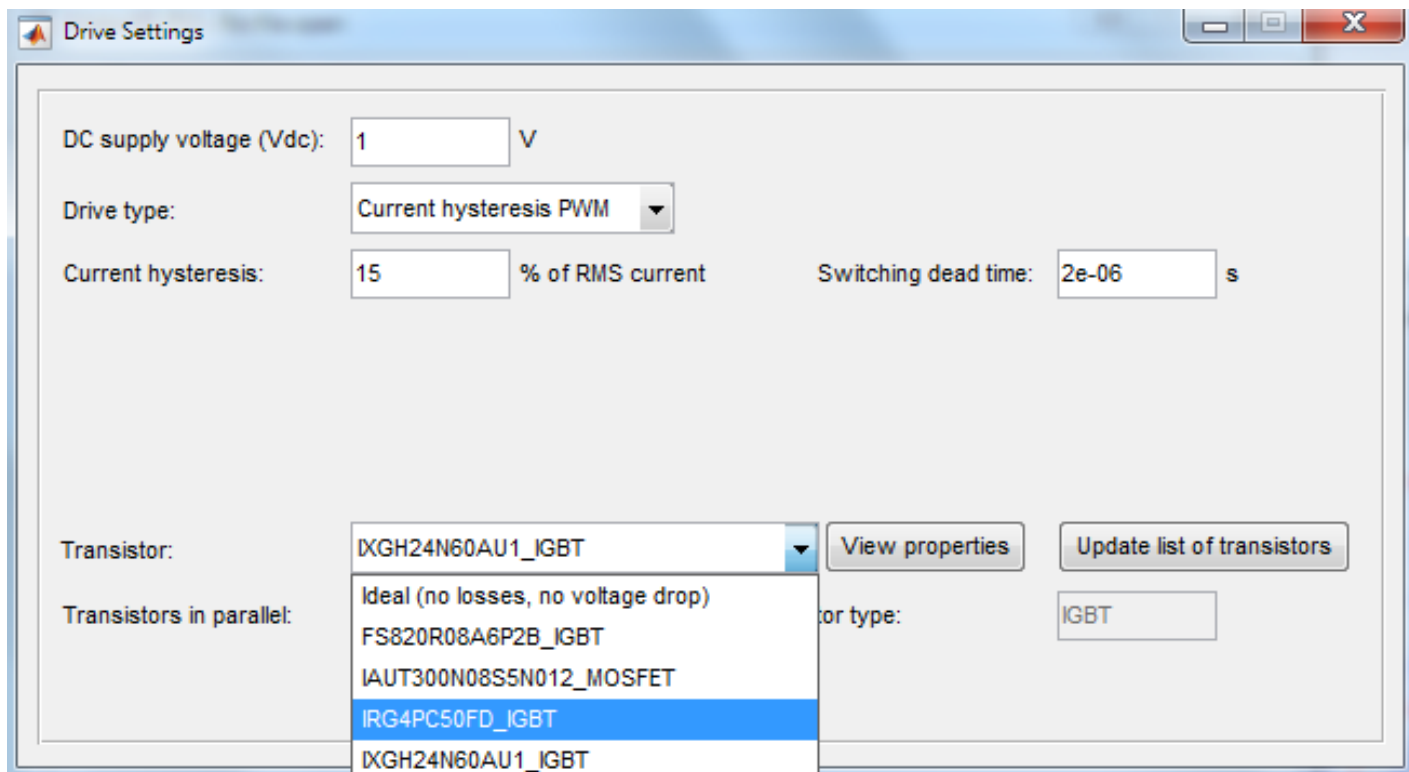 Drive Settings
DC supply voltage (Vdc): 1 V
Drive type: Current hysteresis PWM
Current hysteresis: 15 % of RMS current Switching dead time: 2e-06 s
Transistor: IXGH24N60AU1_IGBT View properties Update list of transistors
Ideal (no losses, no voltage drop)
Transistors in parallel: tor type: IGBT
FS820R08A6P2B_IGBT
IAUT300N08S5N012_MOSFET
IRG4PC50FD_IGBT
IXGH24N60AU1_IGBT